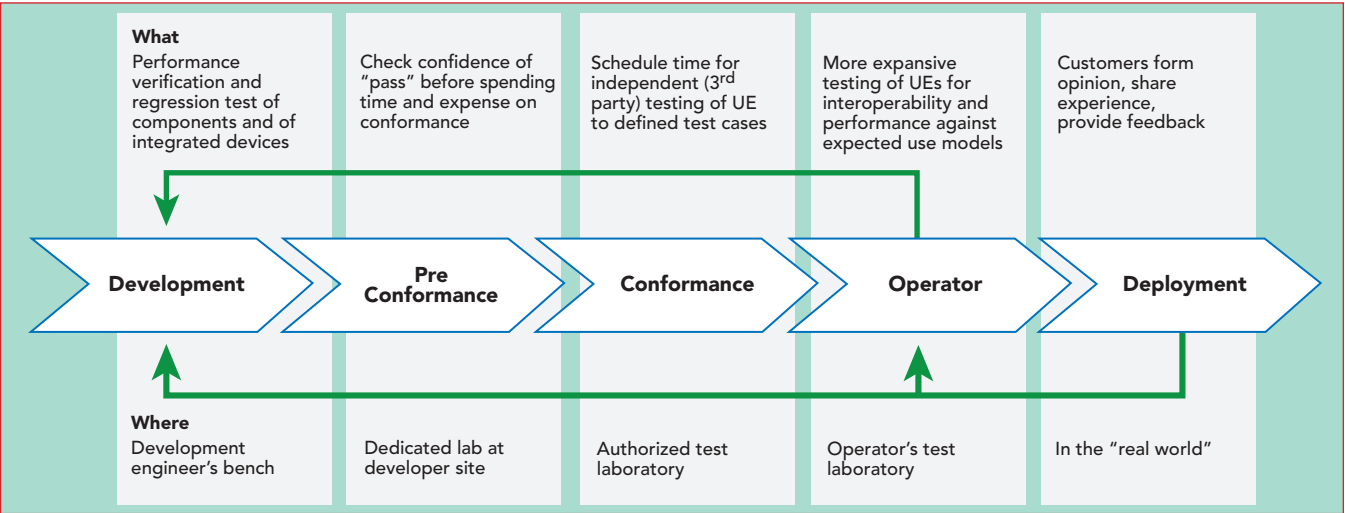 What
Performance
verification and
regression test of
components and of
integrated devices
Check confidence of
“pass” before spending
time and expense on
conformance
Schedule time for
independent (3rd
party) testing of UE
to defined test cases
More expansive
testing of UEs for
interoperability and
performance against
expected use models
Customers form
opinion, share
experience,
provide feedback
Development
Pre
Conformance
Conformance
Operator
Deployment
Where
Development
engineer’s bench
Dedicated lab at
developer site
Authorized test
laboratory
Operator’s test
laboratory
In the “real world”